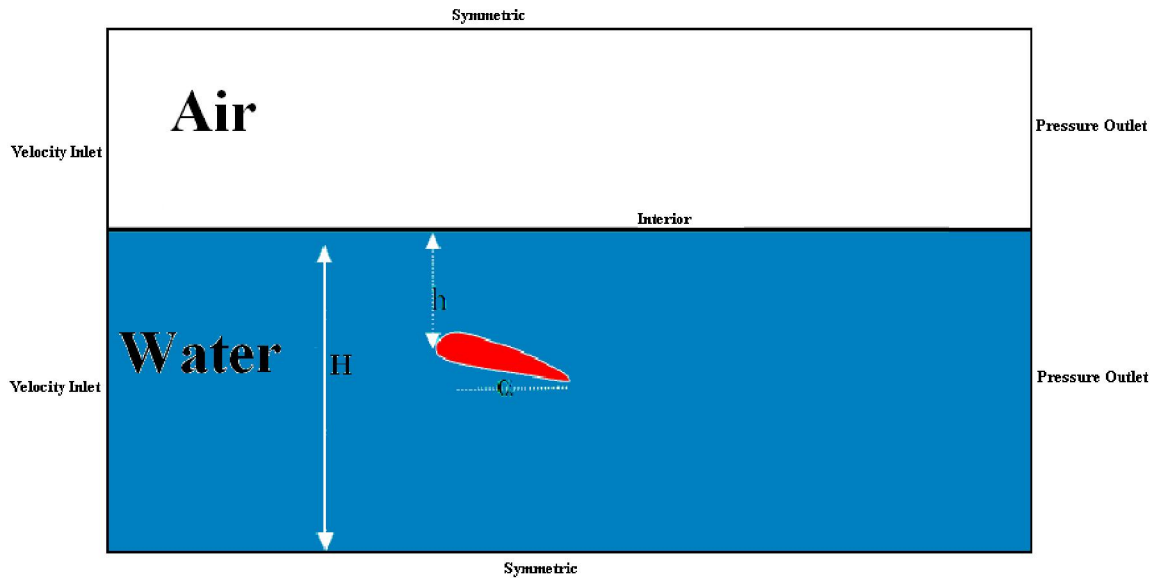 Symmetric
Air
Pressure Outlet
Velocity Inlet
Interior
h
Water
H
Velocity Inlet
Pressure Outlet
α
Symmetric